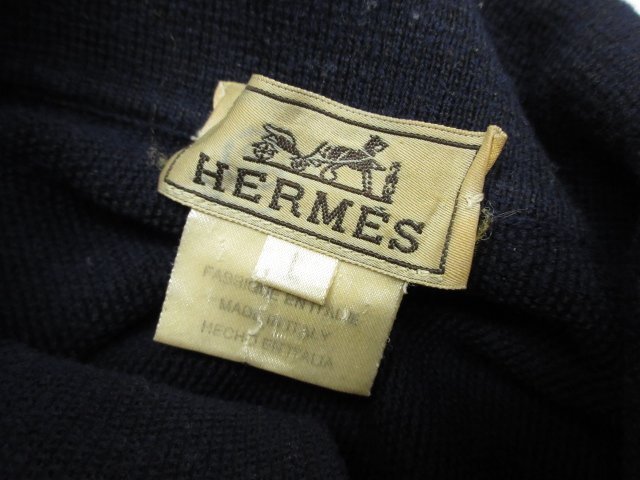 HERMES
L
FABRIQUE EN ITALIE
MADE IN ITALY
HECHO EN ITALIA